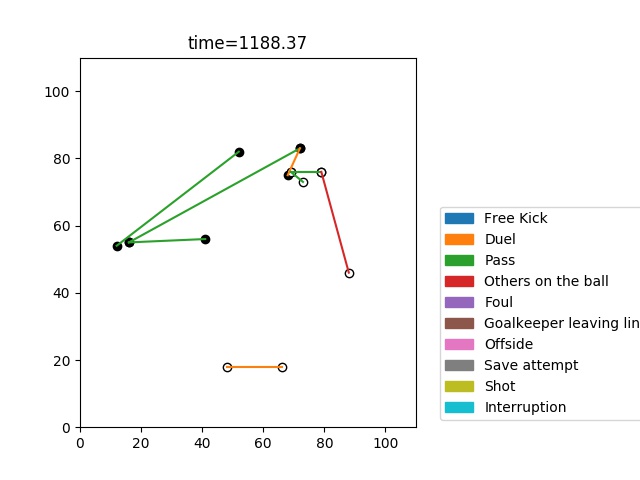 time=1188.37
100
80
60
40
20
0
0 20 40 60 80 100
Free Kick
Duel
Pass
Others on the ball
Foul
Goalkeeper leaving lin
Offside
Save attempt
Shot
Interruption